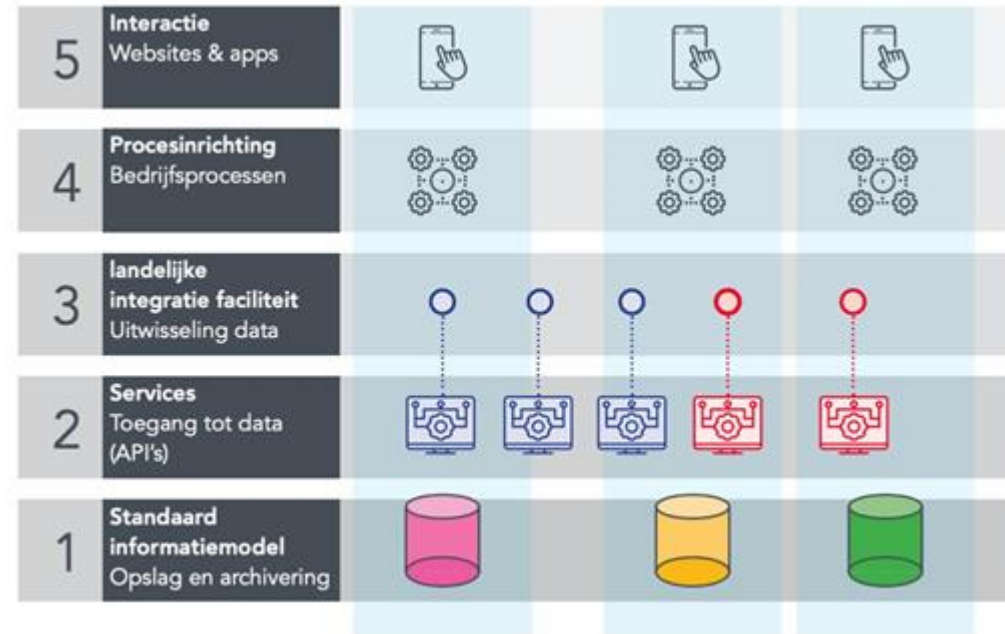 5
Interactie
Websites & apps
4
Procesinrichting
Bedrijfsprocessen
3
landelijke
integratie faciliteit
Uitwisseling data
2
Services
Toegang tot data
(API's)
1
Standaard
informatiemodel
Opslag en archivering